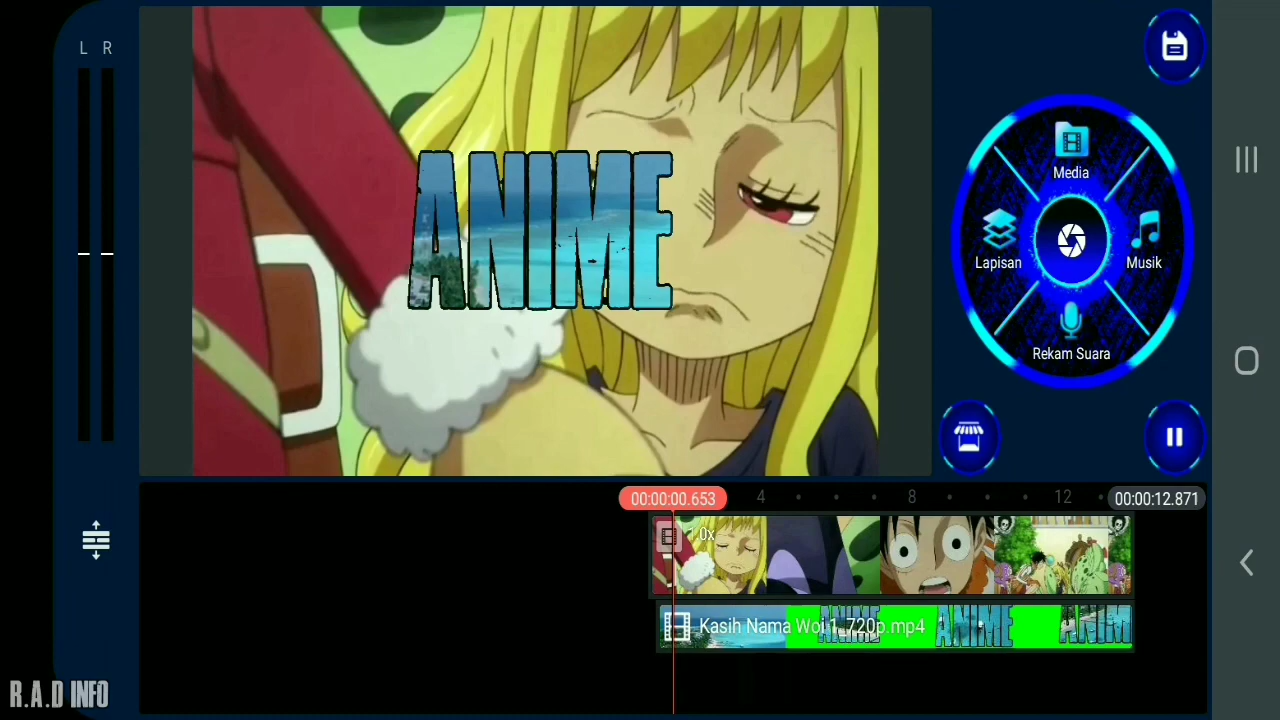 L R
ANIME
Media
Lapisan
Musik
Rekam Suara
00:00:00.653
4
8
12
00:00:12.871
1.0x
Kasih Nama Woi 1_720p.mp4
ANIME
ANIME
ANIM
R.A.D INFO